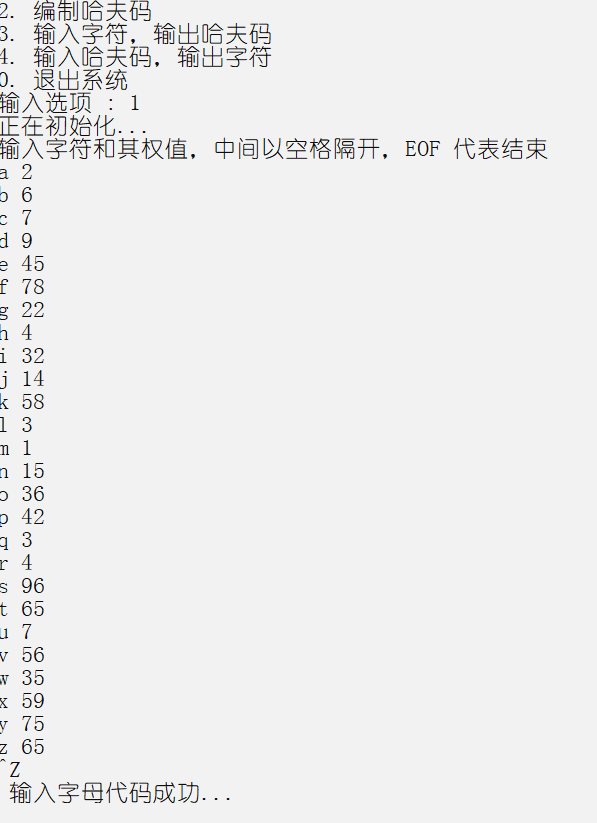 2. 编制哈夫码
3. 输入字符，输出哈夫码
4. 输入哈夫码，输出字符
0. 退出系统
输入选项 : 1
正在初始化...
输入字符和其权值，中间以空格隔开，EOF 代表结束
a 2
b 6
c 7
d 9
e 45
f 78
g 22
h 4
i 32
j 14
k 58
l 3
m 1
n 15
o 36
p 42
q 3
r 4
s 96
t 65
u 7
v 56
w 35
x 59
y 75
z 65
^Z
输入字母代码成功...